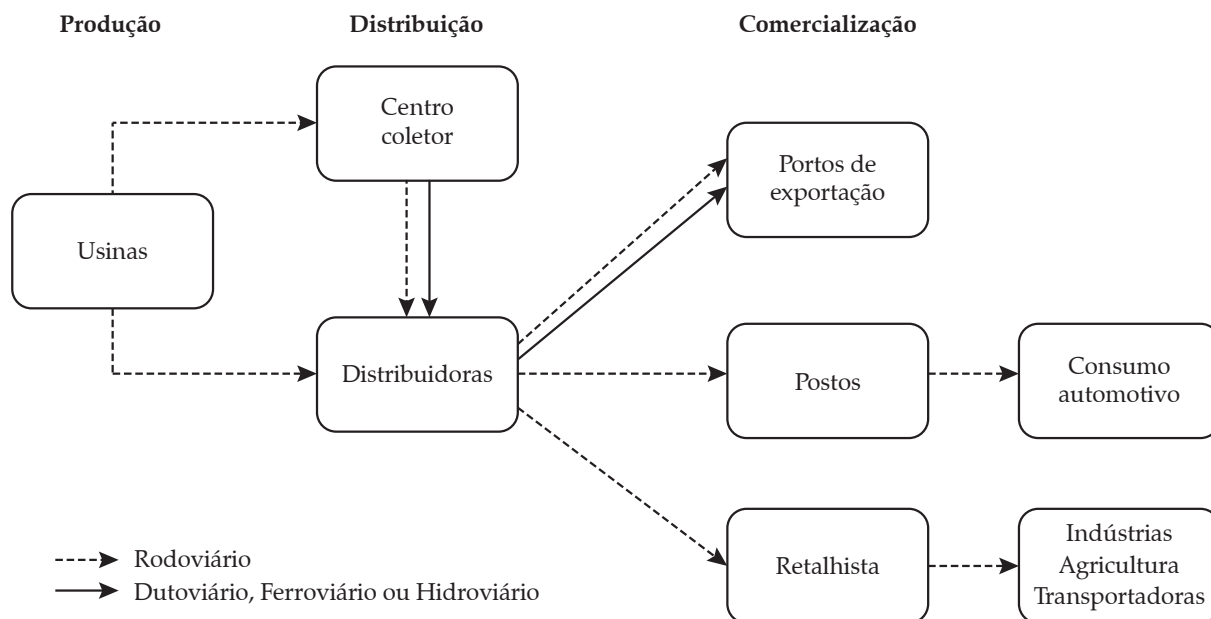 Produção
Distribuição
Comercialização
Centro
coletor
Portos de
exportação
Usinas
Distribuidoras
Postos
Consumo
automotivo
Retalhista
Indústrias
Agricultura
Transportadoras
Rodoviário
Dutoviário, Ferroviário ou Hidroviário